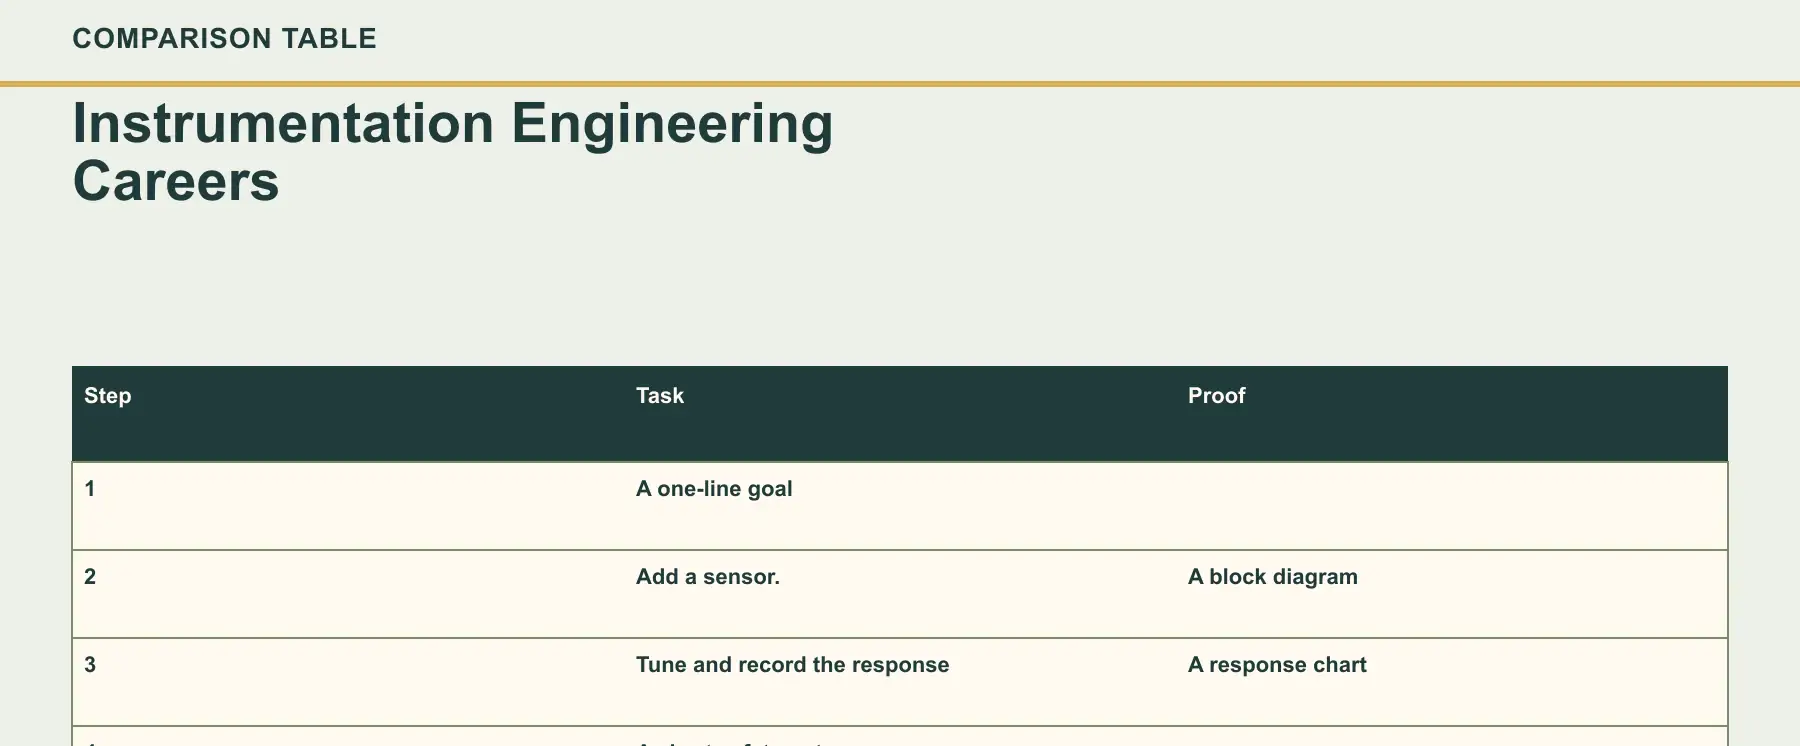 COMPARISON TABLE
Instrumentation Engineering
Careers
Step Task Proof
1 A one-line goal
2 Add a sensor. A block diagram
3 Tune and record the response A response chart